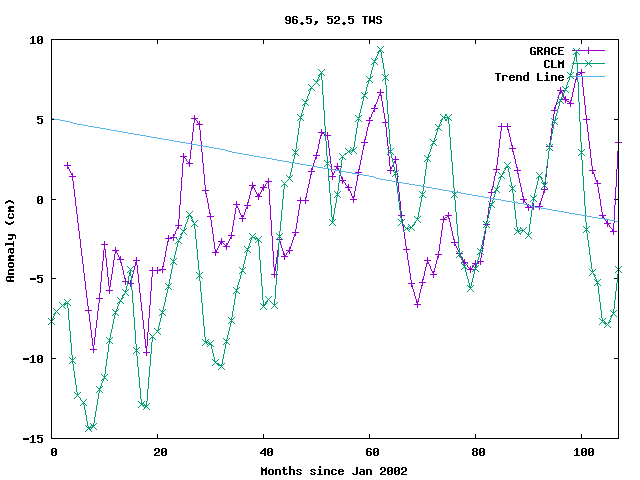 96.5, 52.5 TWS
GRACE
CLM
Trend Line
10
5
0
-5
-10
-15
Anomaly (cm)
0 20 40 60 80 100
Months since Jan 2002